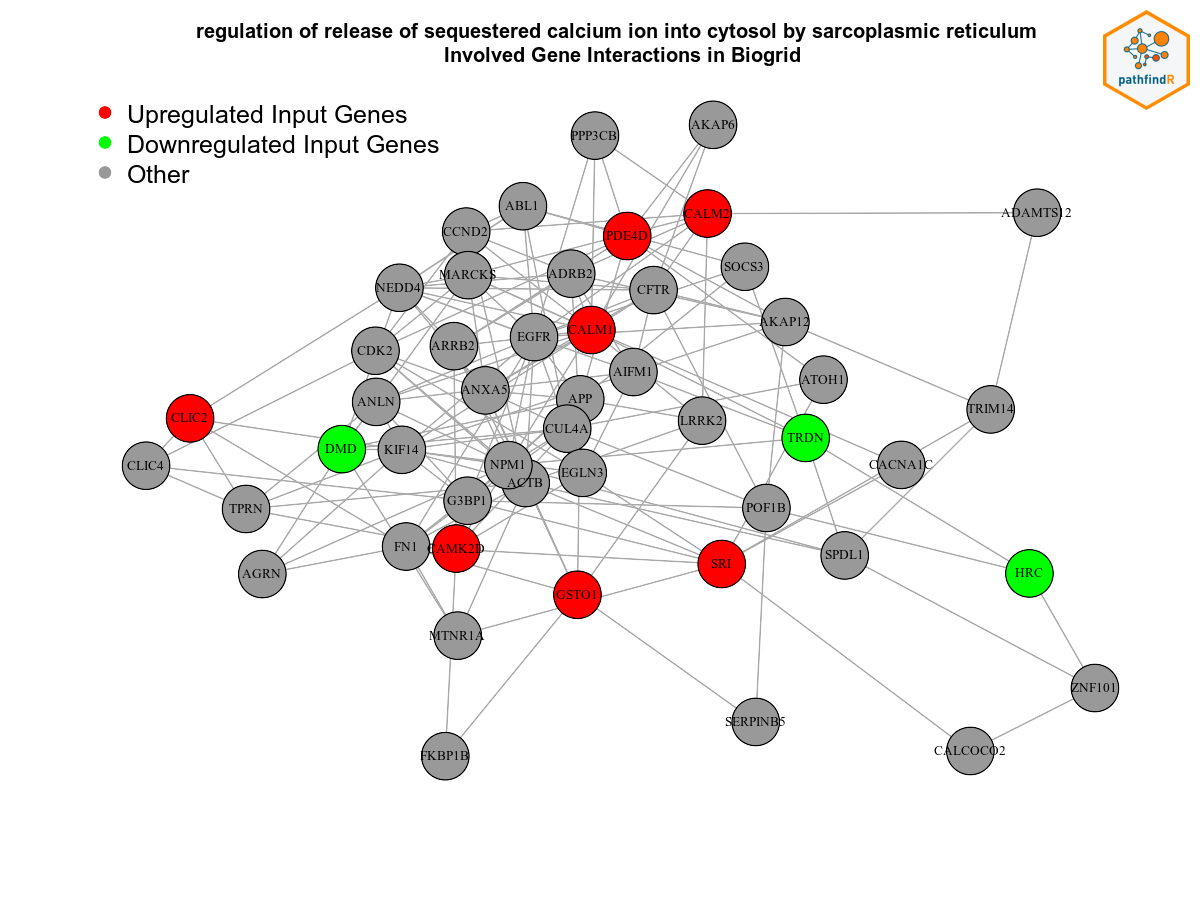 regulation of release of sequestered calcium ion into cytosol by sarcoplasmic reticulum
Involved Gene Interactions in Biogrid
pathfindR
Upregulated Input Genes
Downregulated Input Genes
Other
PPP3CB
AKAP6
ABL1
CCND2
PDE4D
CALM2
ADAMTS12
MARCKS
ADRB2
SOCS3
NEDD4
CFTR
CALM1
AKAP12
EGFR
ARRB2
CDK2
AIFM1
ATOH1
ANXA5
ANLN
APP
CLIC2
TRIM14
LRRK2
CUL4A
TRDN
DMD
KIF14
CLIC4
NPM1
EGLN3
CACNA1C
ACTB
G3BP1
TPRN
POF1B
FN1
CAMK2D
SPDL1
SRI
AGRN
HRC
GSTO1
MTNR1A
ZNF101
SERPINB5
FKBP1B
CALCOCO2